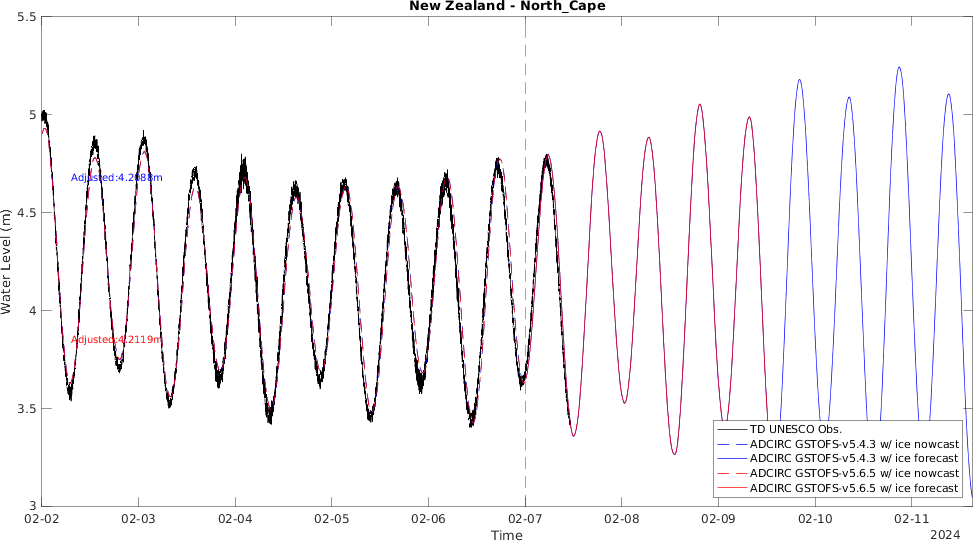 New Zealand - North_Cape
5.5
5
4.5
4
3.5
3
Water Level (m)
Adjusted:4.2088m
Adjusted:4.2119m
TD UNESCO Obs.
ADCIRC GSTOFS-v5.4.3 w/ ice nowcast
ADCIRC GSTOFS-v5.4.3 w/ ice forecast
ADCIRC GSTOFS-v5.6.5 w/ ice nowcast
ADCIRC GSTOFS-v5.6.5 w/ ice forecast
02-02 02-03 02-04 02-05 02-06 02-07 02-08 02-09 02-10 02-11
Time
2024